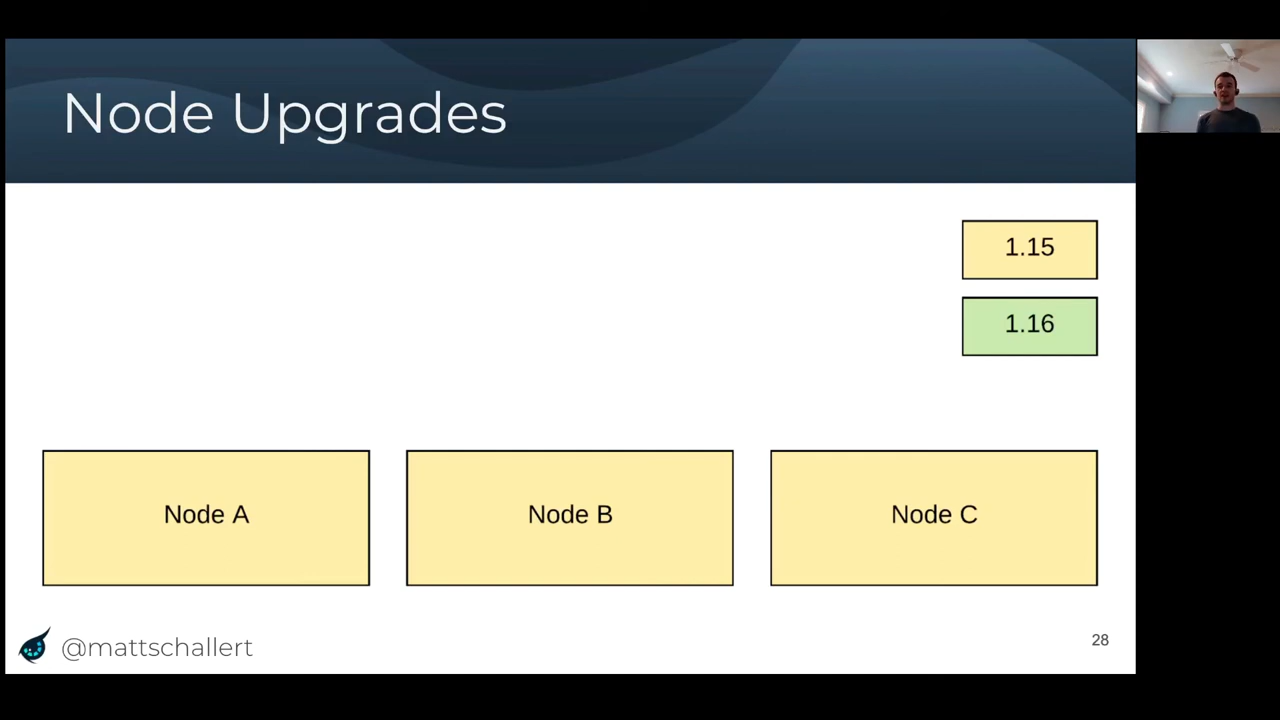 Node Upgrades
1.15
1.16
Node A
Node B
Node C
@mattschallert
28